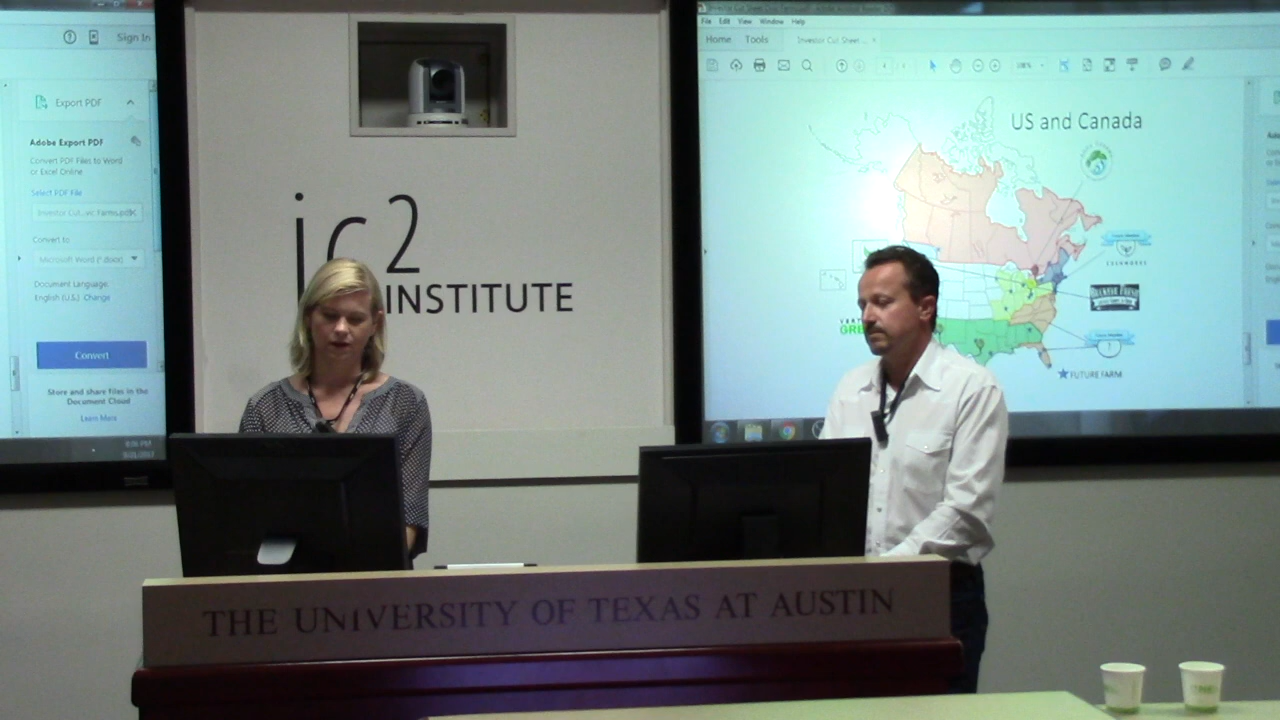 Sign In
Export PDF
Adobe Export PDF
Convert PDF Files to Word
or Excel Online
Select PDF File
Convert to
Microsoft Word (*.docx)
Document Language:
English (U.S.) Change
Convert
Store and share files in the
Document Cloud
Learn More
ic2
INSTITUTE
File Edit View Window Help
Home Tools Investor Cut Sheet ...
US and Canada
FUTURE FARM
THE UNIVERSITY OF TEXAS AT AUSTIN